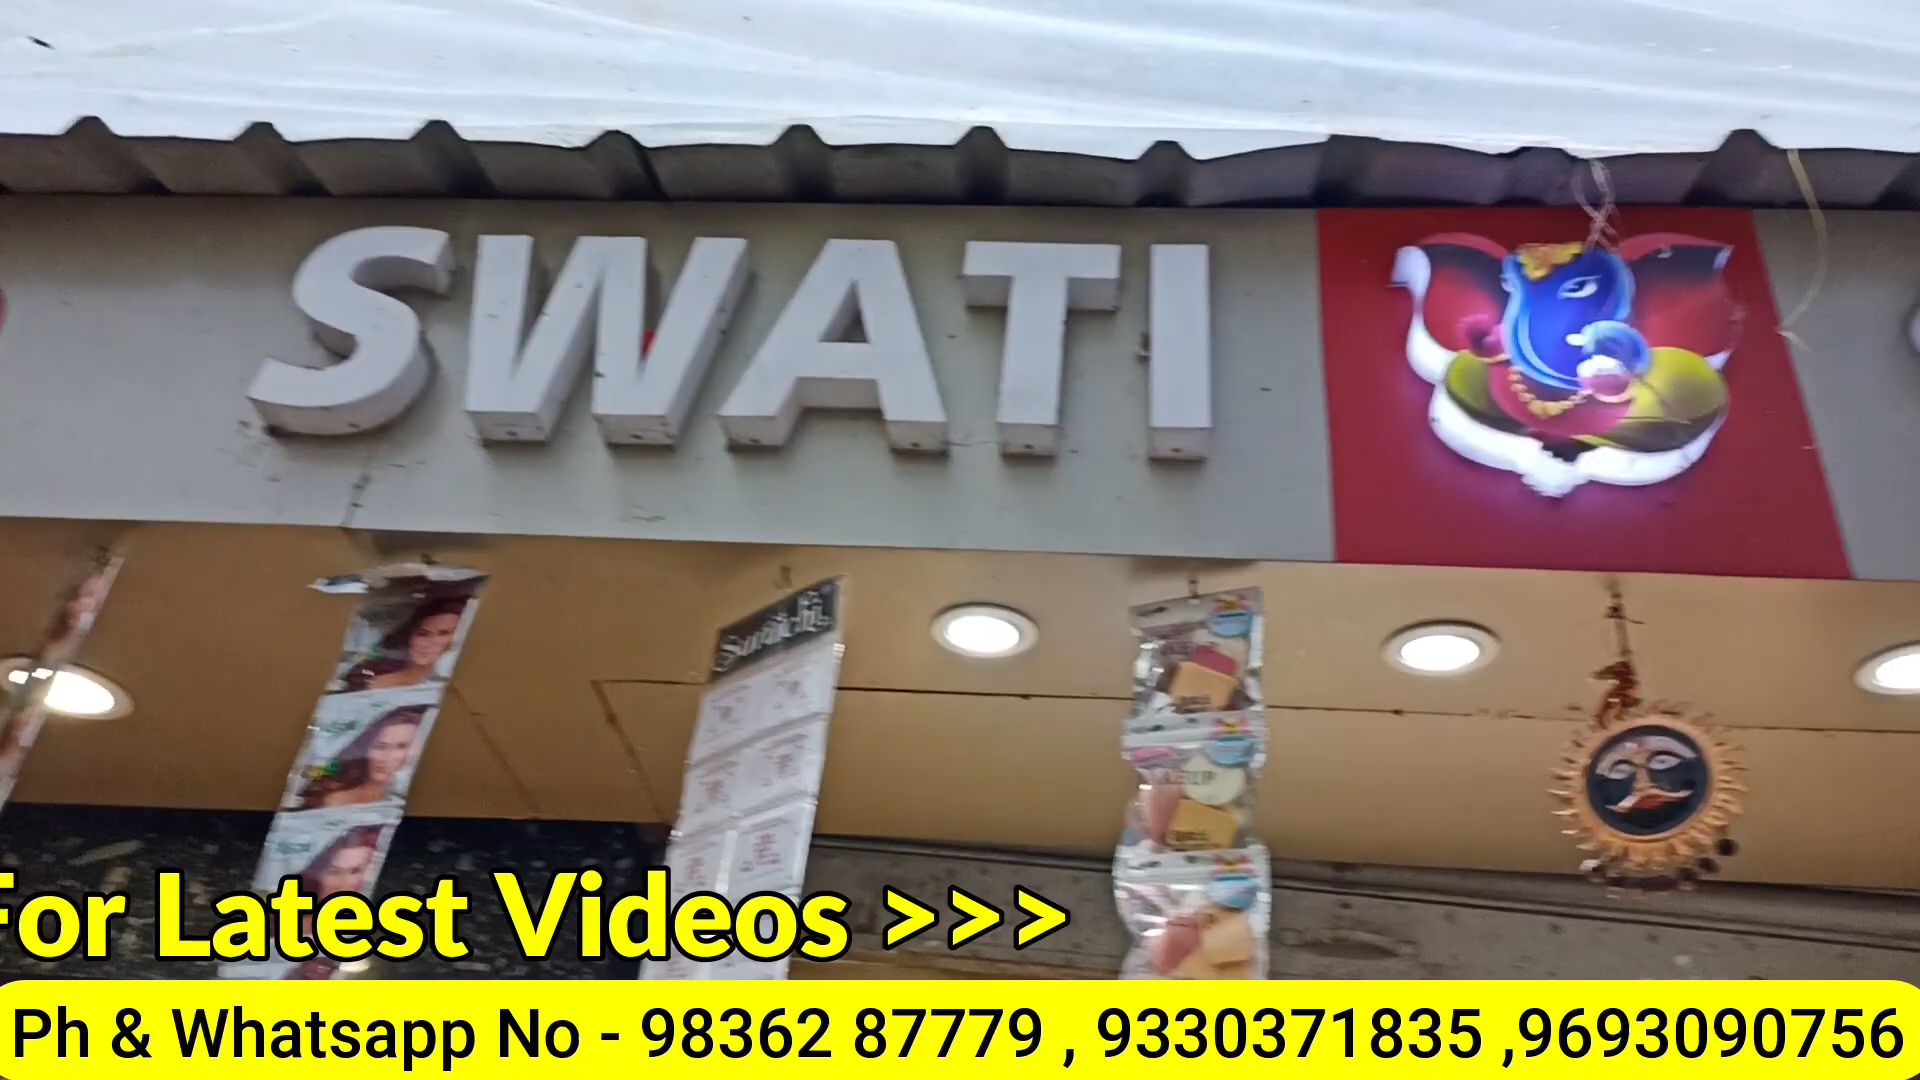 SWATI
For Latest Videos >>>
Ph & Whatsapp No - 98362 87779 , 9330371835 ,9693090756